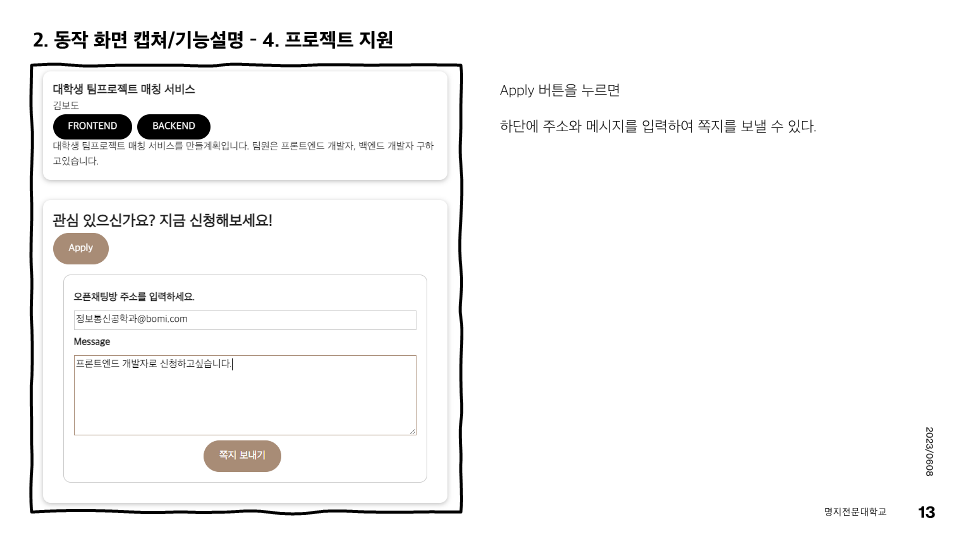 2. 동작 화면 캡쳐/기능설명 - 4. 프로젝트 지원
대학생 팀프로젝트 매칭 서비스
김보도
FRONTEND BACKEND
대학생 팀프로젝트 매칭 서비스를 만들계획입니다. 팀원은 프론트엔드 개발자, 백엔드 개발자 구하
고있습니다.
관심 있으신가요? 지금 신청해보세요!
Apply
오픈채팅방 주소를 입력하세요.
정보통신공학과@bomi.com
Message
프론트엔드 개발자로 신청하고싶습니다.
쪽지 보내기
Apply 버튼을 누르면
하단에 주소와 메시지를 입력하여 쪽지를 보낼 수 있다.
2023/0608
명지전문대학교
13